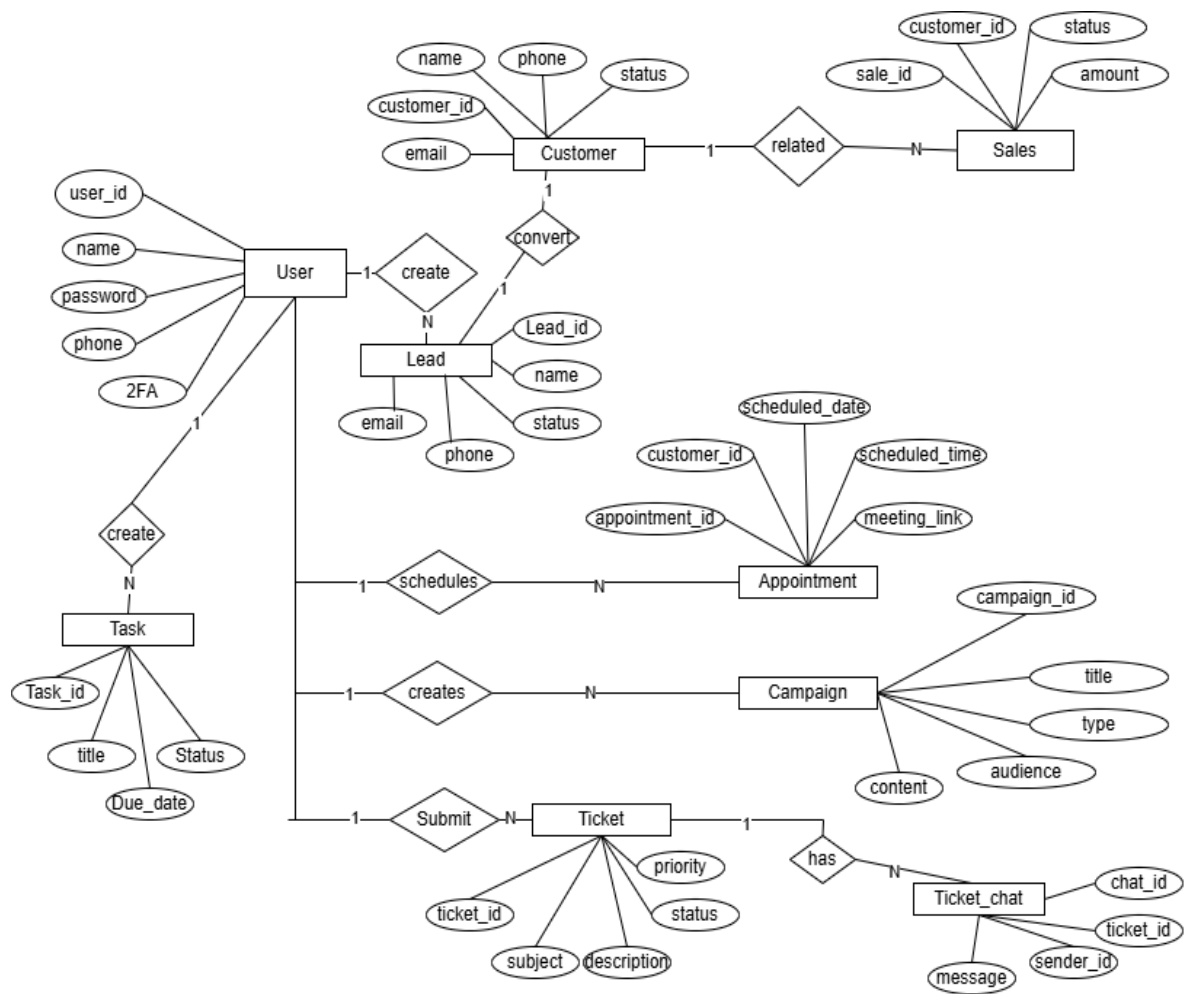 customer_id
status
name
phone
status
sale_id
amount
customer_id
email
Customer
1
related
N
Sales
1
user_id
convert
name
User
1
create
password
1
N
Lead_id
phone
Lead
name
2FA
email
status
phone
1
scheduled_date
customer_id
scheduled_time
appointment_id
meeting_link
create
N
1
schedules
N
Appointment
Task
campaign_id
Task_id
1
creates
N
Campaign
title
title
Status
type
Due_date
content
audience
1
Submit
N
Ticket
1
has
priority
N
ticket_id
status
Ticket_chat
chat_id
ticket_id
subject
description
sender_id
message